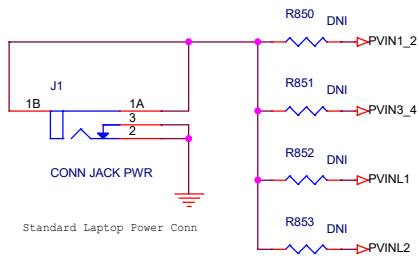 R850 DNI
PVIN1_2
J1
R851 DNI
1B 1A
PVIN3_4
3
2
R852 DNI
CONN JACK PWR
PVINL1
R853 DNI
Standard Laptop Power Conn
PVINL2